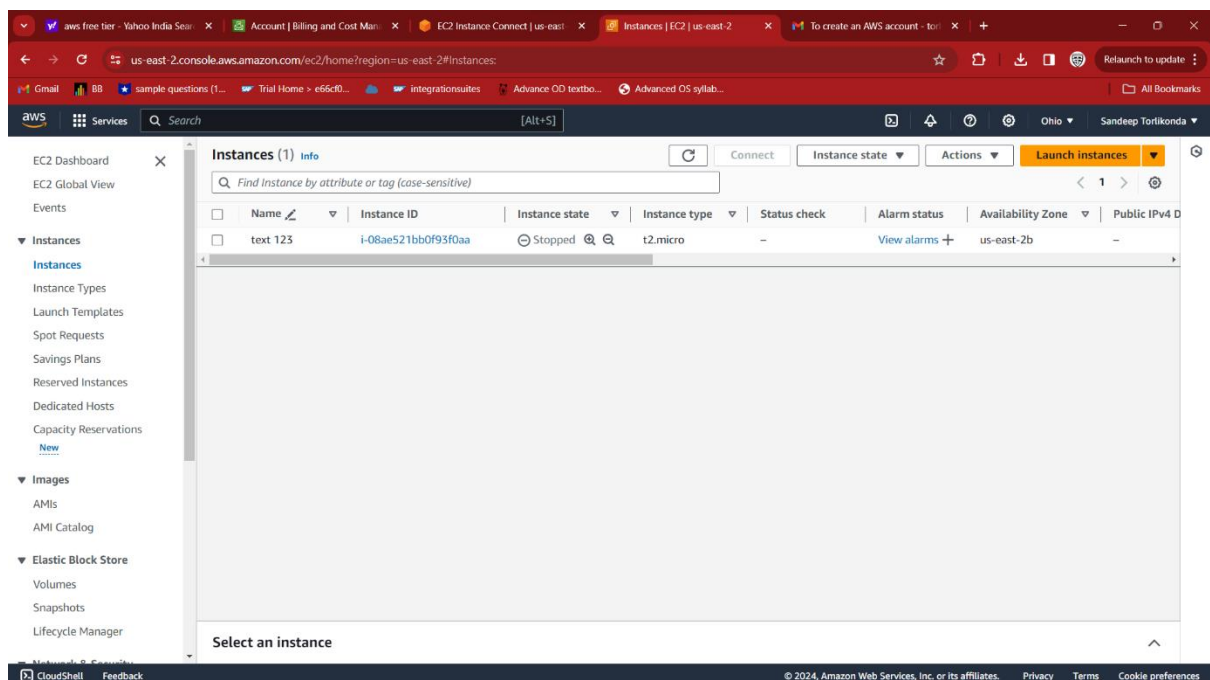 aws free tier - Yahoo India Sear
Account | Billing and Cost Mana
EC2 Instance Connect | us-east-
Instances | EC2 | us-east-2
To create an AWS account - torl
us-east-2.console.aws.amazon.com/ec2/home?region=us-east-2#Instances:
Relaunch to update
Gmail
BB
sample questions (1...
Trial Home > e66cf0...
integrationsuites
Advance OD textbo...
Advanced OS syllab...
All Bookmarks
aws
Services
Search
[Alt+S]
Ohio
Sandeep Torlikonda
EC2 Dashboard
EC2 Global View
Events
Instances
Instances
Instance Types
Launch Templates
Spot Requests
Savings Plans
Reserved Instances
Dedicated Hosts
Capacity Reservations
New
Images
AMIs
AMI Catalog
Elastic Block Store
Volumes
Snapshots
Lifecycle Manager
Network & Security
Instances (1) Info
Connect
Instance state
Actions
Launch instances
Find Instance by attribute or tag (case-sensitive)
1
Name
Instance ID
Instance state
Instance type
Status check
Alarm status
Availability Zone
Public IPv4 D
text 123
i-08ae521bb0f93f0aa
Stopped
t2.micro
–
View alarms
us-east-2b
–
Select an instance
CloudShell
Feedback
© 2024, Amazon Web Services, Inc. or its affiliates.
Privacy
Terms
Cookie preferences